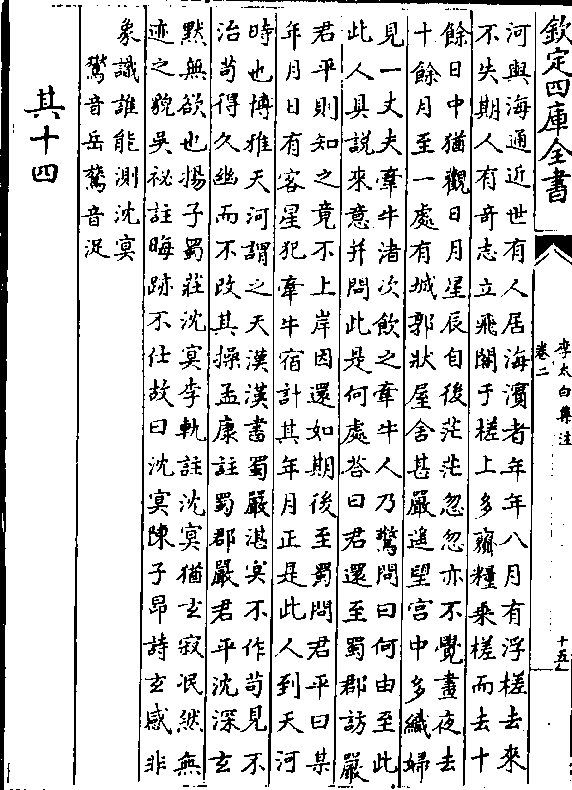 欽定四庫全書
李太白集注
卷二
十五
河與海通近世有人居海濱者年年八月有浮槎去來
不失期人有奇志立飛閣于槎上多齎糧乘槎而去十
餘日中猶觀日月星辰自後茫茫忽忽亦不覺晝夜去
十餘月至一處有城郭狀屋舍甚嚴遙望宮中多織婦
見一丈夫牽牛渚次飲之牽牛人乃驚問曰何由至此
此人具說來意并問此是何處荅曰君還至蜀郡訪嚴
君平則知之竟不上岸因還如期後至蜀問君平曰某
年月日有客星犯牽牛宿計其年月正是此人到天河
時也博雅天河謂之天漢漢書蜀嚴湛冥不作苟見不
治苟得久幽而不改其操孟康註蜀郡嚴君平沈深玄
默無欲也揚子蜀莊沈冥李軌註沈冥猶玄寂泯然無
迹之貌吳祕註晦跡不仕故曰沈冥陳子昂詩玄感非
象識誰能測沈冥
鸑音岳鷟音浞
其十四